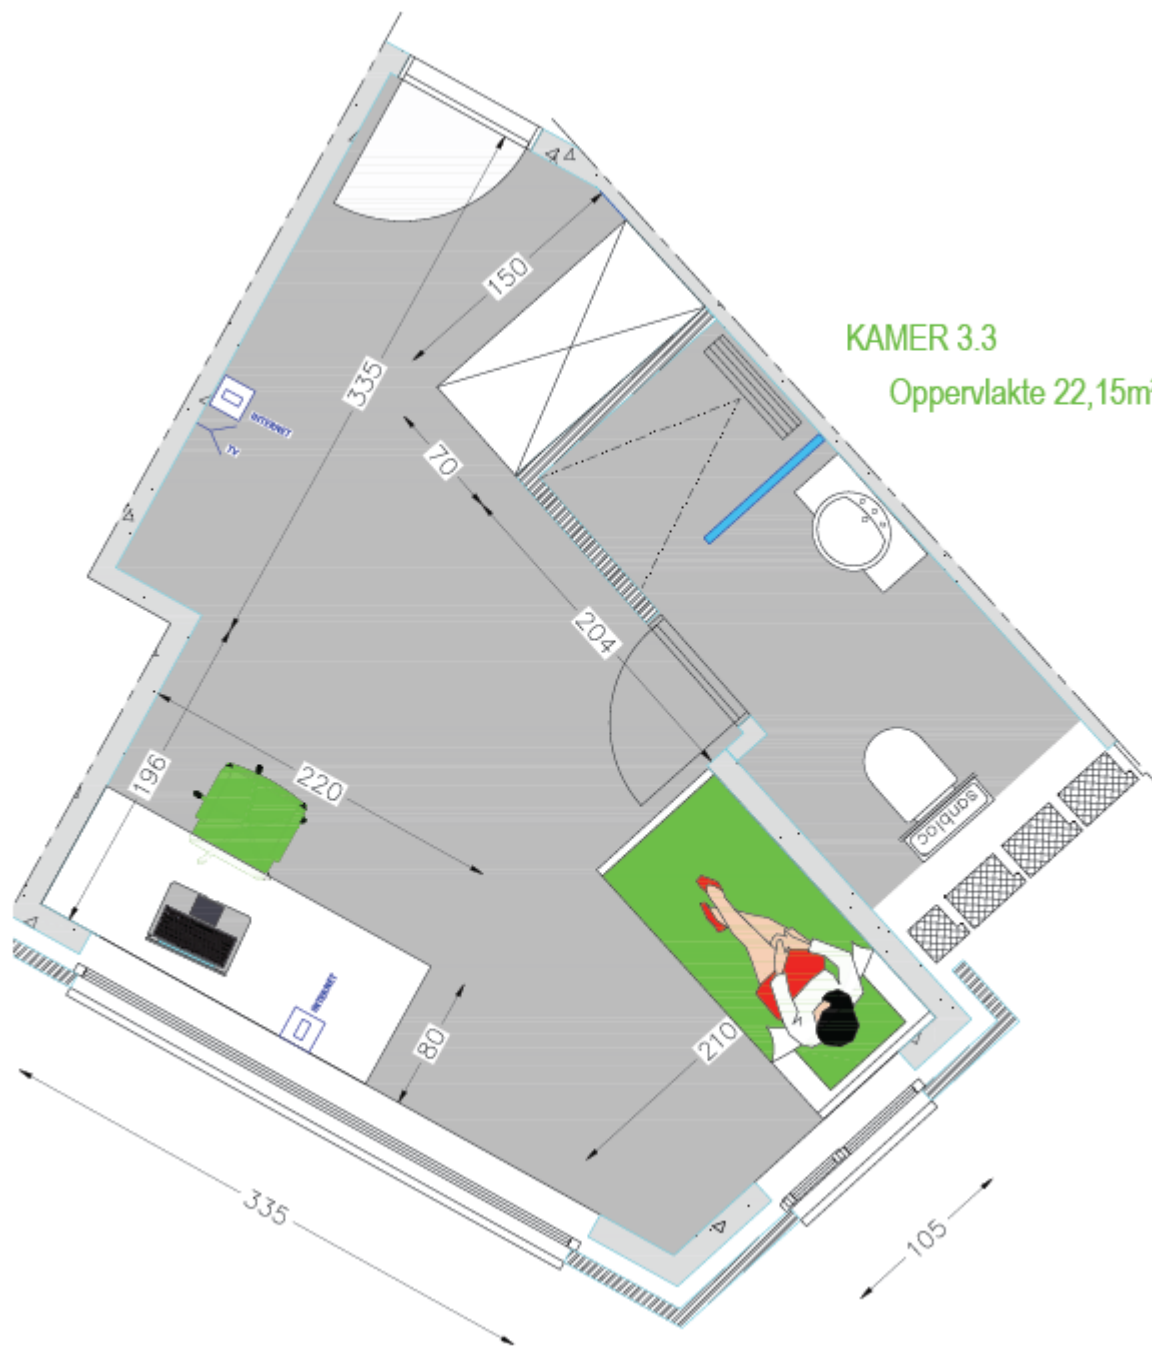 150
KAMER 3.3
335
Oppervlakte 22,15m²
INTERNET
TV
70
204
196
220
sanbloc
INTERNET
80
210
335
105